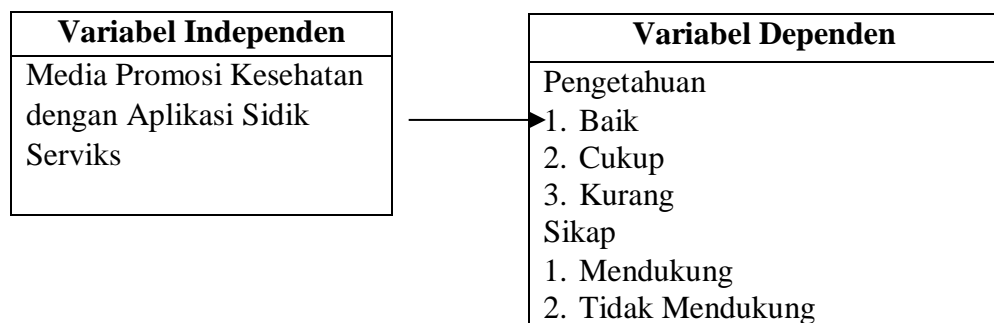 Variabel Independen
Media Promosi Kesehatan
dengan Aplikasi Sidik
Serviks
Variabel Dependen
Pengetahuan
1. Baik
2. Cukup
3. Kurang
Sikap
1. Mendukung
2. Tidak Mendukung